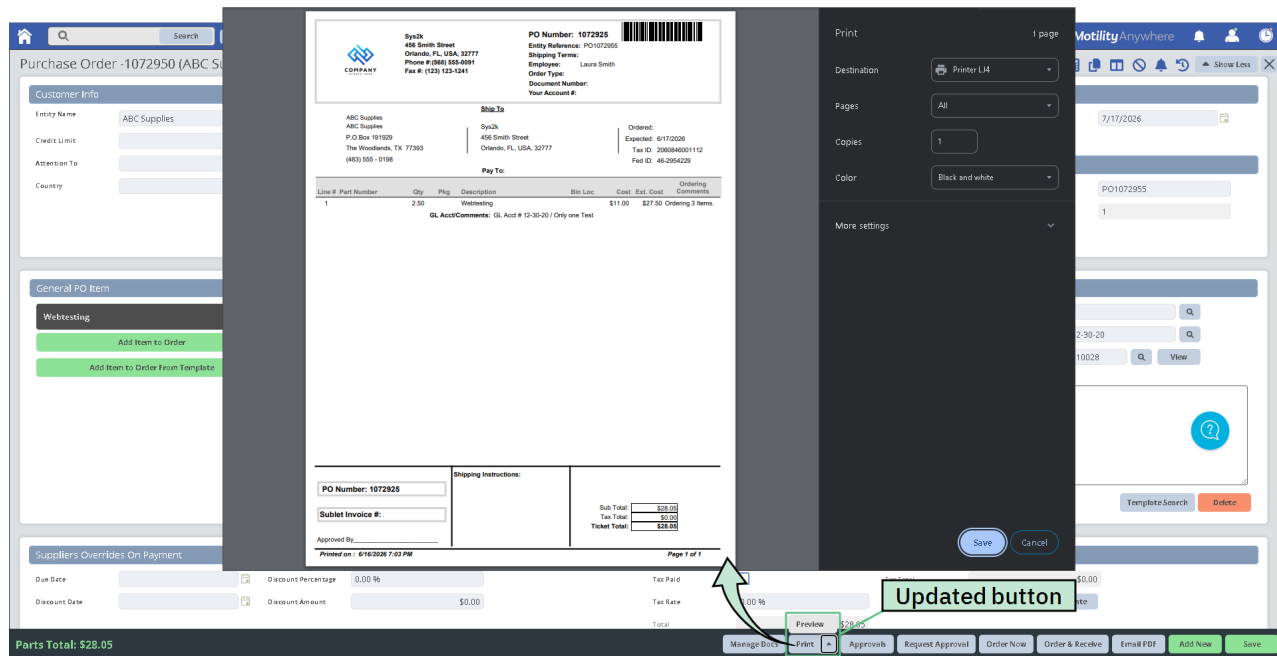 Search
MotilityAnywhere
Purchase Order -1072950 (ABC Su
Show Less
Customer Info
Entity Name
ABC Supplies
7/17/2026
Credit Limit
Attention To
Country
PO1072955
1
General PO Item
Webtesting
Add Item to Order
Add Item to Order From Template
2-30-20
10028
View
Template Search
Delete
COMPANY
Sys2k
456 Smith Street
Orlando, FL, USA, 32777
Phone #:(568) 555-0091
Fax #: (123) 123-1241
PO Number: 1072925
Entity Reference: PO1072955
Shipping Terms:
Employee: Laura Smith
Order Type:
Document Number:
Your Account #:
Ship To
ABC Supplies
ABC Supplies
P.O.Box 191929
The Woodlands, TX 77393
(483) 555 - 0198
Sys2k
456 Smith Street
Orlando, FL, USA, 32777
Ordered:
Expected: 6/17/2026
Tax ID: 2060846001112
Fed ID: 46-2954229
Pay To:
Line # Part Number Qty Pkg Description Bin Loc Cost Ext. Cost Ordering Comments
1 2.50 Webtesting $11.00 $27.50 Ordering 3 Items.
GL Acct/Comments: GL Acct # 12-30-20 / Only one Test
PO Number: 1072925
Sublet Invoice #:
Approved By
Shipping Instructions:
Sub Total: $28.05
Tax Total: $0.00
Ticket Total: $28.05
Printed on : 6/16/2026 7:03 PM
Page 1 of 1
Print
1 page
Destination
Printer LJ4
Pages
All
Copies
1
Color
Black and white
More settings
Save
Cancel
Suppliers Overrides On Payment
Due Date
Discount Percentage
0.00 %
Tax Paid
$0.00
Discount Date
Discount Amount
$0.00
Tax Rate
Total
$28.05
Updated button
Preview
Parts Total: $28.05
Manage Docs
Print
Approvals
Request Approval
Order Now
Order & Receive
Email PDF
Add New
Save